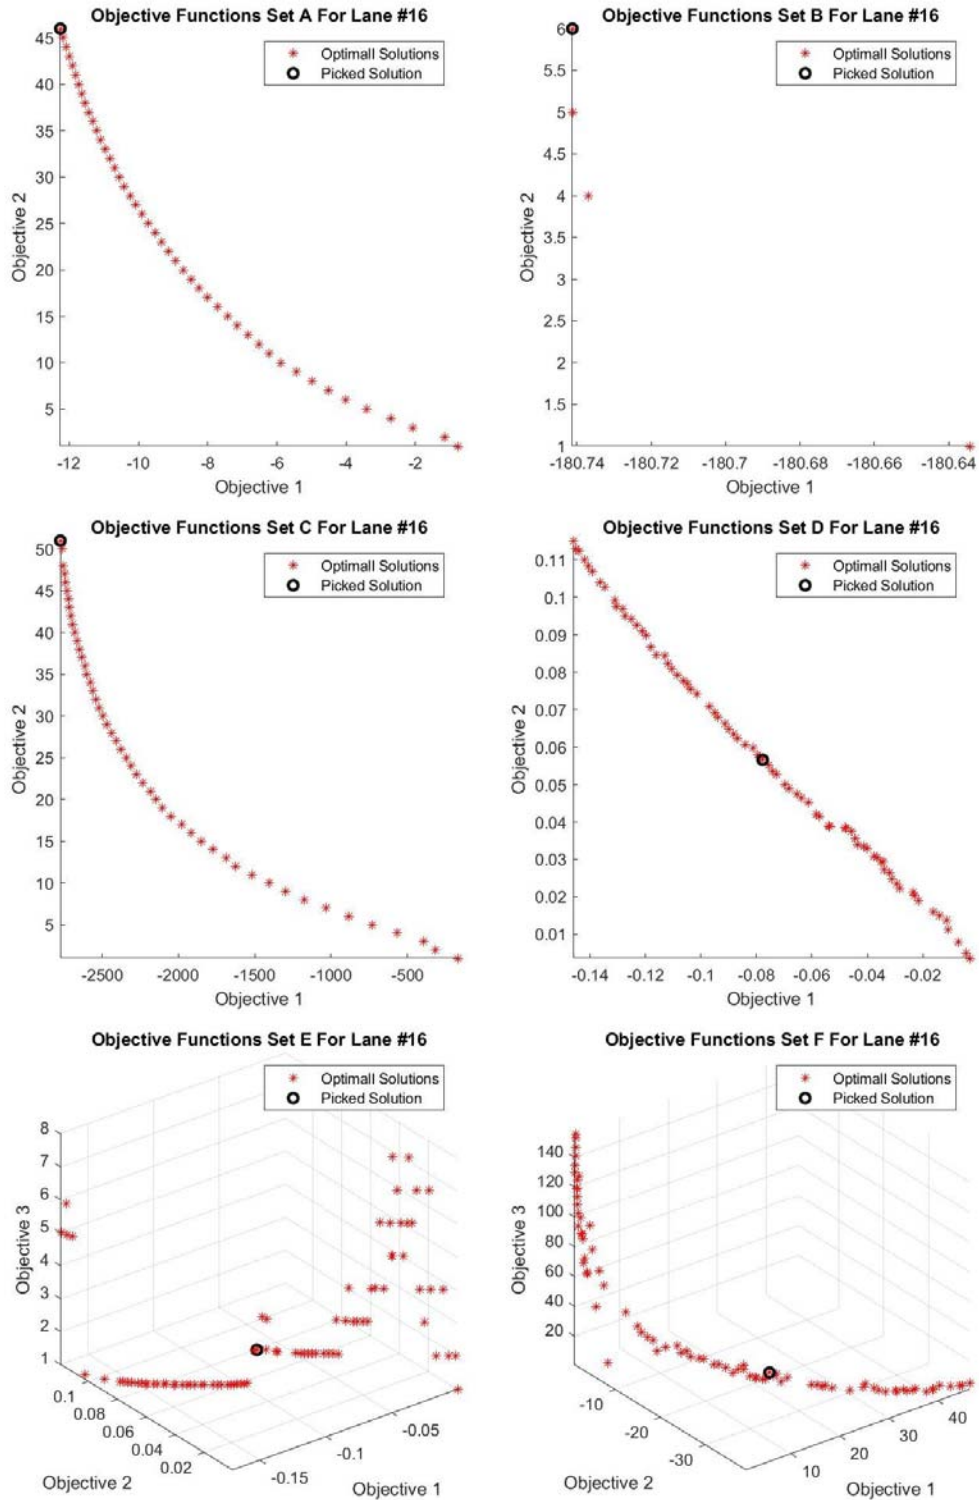 Objective Functions Set A For Lane #16
Optimall Solutions
Picked Solution
45
40
35
30
25
20
15
10
5
Objective 2
-12 -10 -8 -6 -4 -2
Objective 1
Objective Functions Set B For Lane #16
Optimall Solutions
Picked Solution
6
5.5
5
4.5
4
3.5
3
2.5
2
1.5
1
Objective 2
-180.74 -180.72 -180.7 -180.68 -180.66 -180.64
Objective 1
Objective Functions Set C For Lane #16
Optimall Solutions
Picked Solution
50
45
40
35
30
25
20
15
10
5
Objective 2
-2500 -2000 -1500 -1000 -500
Objective 1
Objective Functions Set D For Lane #16
Optimall Solutions
Picked Solution
0.11
0.1
0.09
0.08
0.07
0.06
0.05
0.04
0.03
0.02
0.01
Objective 2
-0.14 -0.12 -0.1 -0.08 -0.06 -0.04 -0.02
Objective 1
Objective Functions Set E For Lane #16
Optimall Solutions
Picked Solution
8
7
6
5
4
3
2
1
Objective 3
0.1
0.08
0.06
0.04
0.02
Objective 2
-0.15
-0.1
-0.05
Objective 1
Objective Functions Set F For Lane #16
Optimall Solutions
Picked Solution
140
120
100
80
60
40
20
Objective 3
-10
-20
-30
Objective 2
10
20
30
40
Objective 1